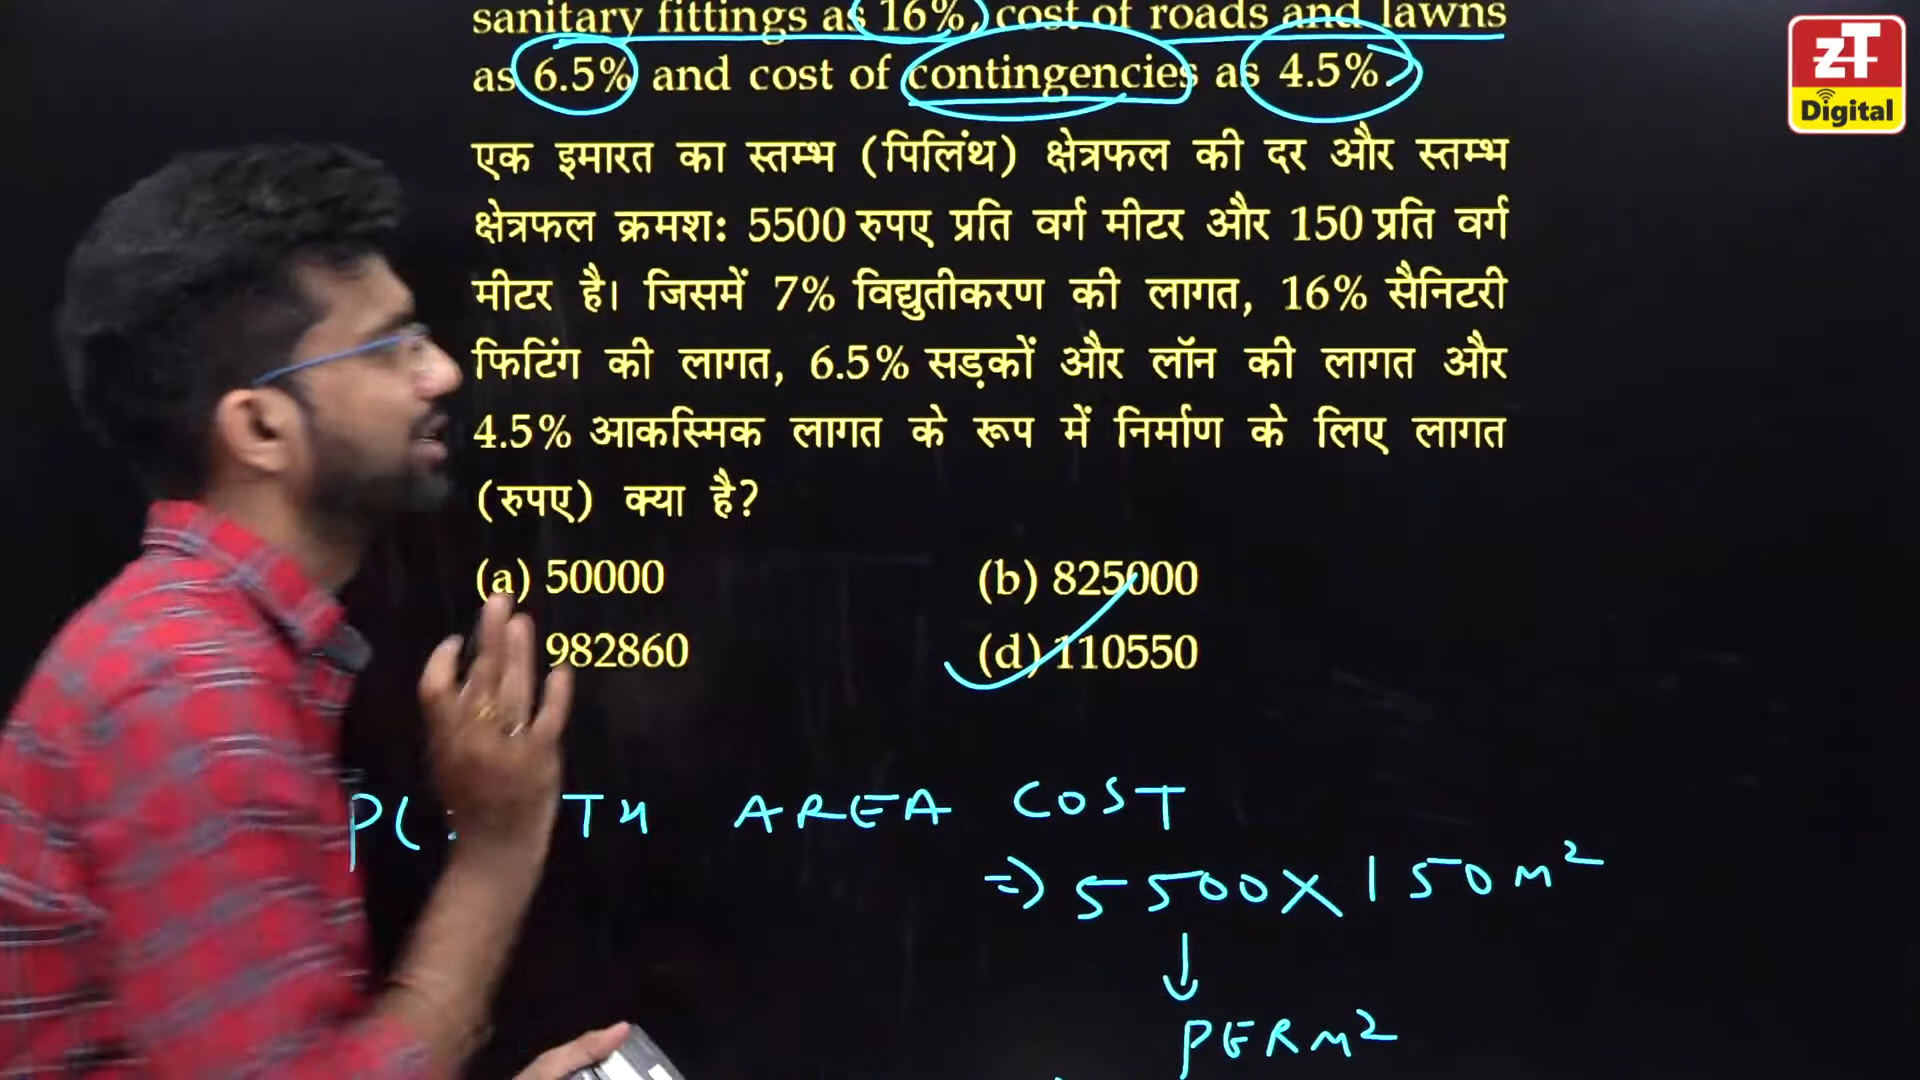 sanitary fittings as 16%, cost of roads and lawns
as 6.5% and cost of contingencies as 4.5%.
एक इमारत का स्तम्भ (पिलिंथ) क्षेत्रफल की दर और स्तम्भ
क्षेत्रफल क्रमश: 5500 रुपए प्रति वर्ग मीटर और 150 प्रति वर्ग
मीटर है। जिसमें 7% विद्युतीकरण की लागत, 16% सैनिटरी
फिटिंग की लागत, 6.5% सड़कों और लॉन की लागत और
4.5% आकस्मिक लागत के रूप में निर्माण के लिए लागत
(रुपए) क्या है?
(a) 50000 (b) 825000
982860 (d) 110550
AREA COST
=> 5500 X 150 M²
↓
PER M²
ZT
Digital